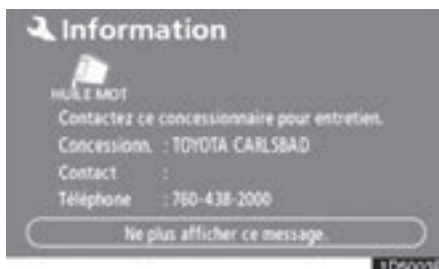 Information
HUILE MOT
Contactez ce concessionnaire pour entretien.
Concessionn. : TOYOTA CARLSBAD
Contact :
Téléphone : 760-438-2000
Ne plus afficher ce message.